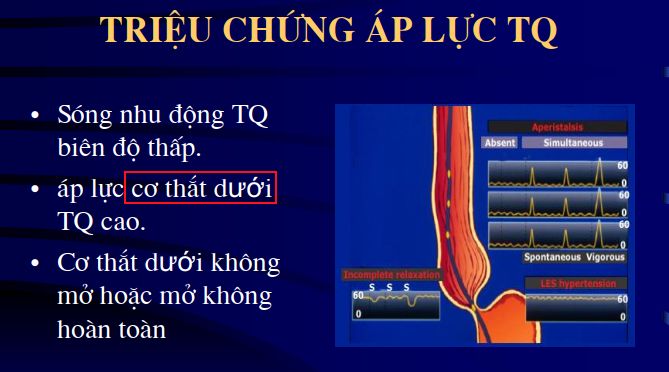 TRIỆU CHỨNG ÁP LỰC TQ
• Sóng nhu động TQ
biên độ thấp.
• áp lực cơ thắt dưới
TQ cao.
• Cơ thắt dưới không
mở hoặc mở không
hoàn toàn
Aperistalsis
Absent Simultaneous
60
0
60
0
60
0
Spontaneous Vigorous
Incomplete relaxation
S S S
60
0
LES hypertension
60
0